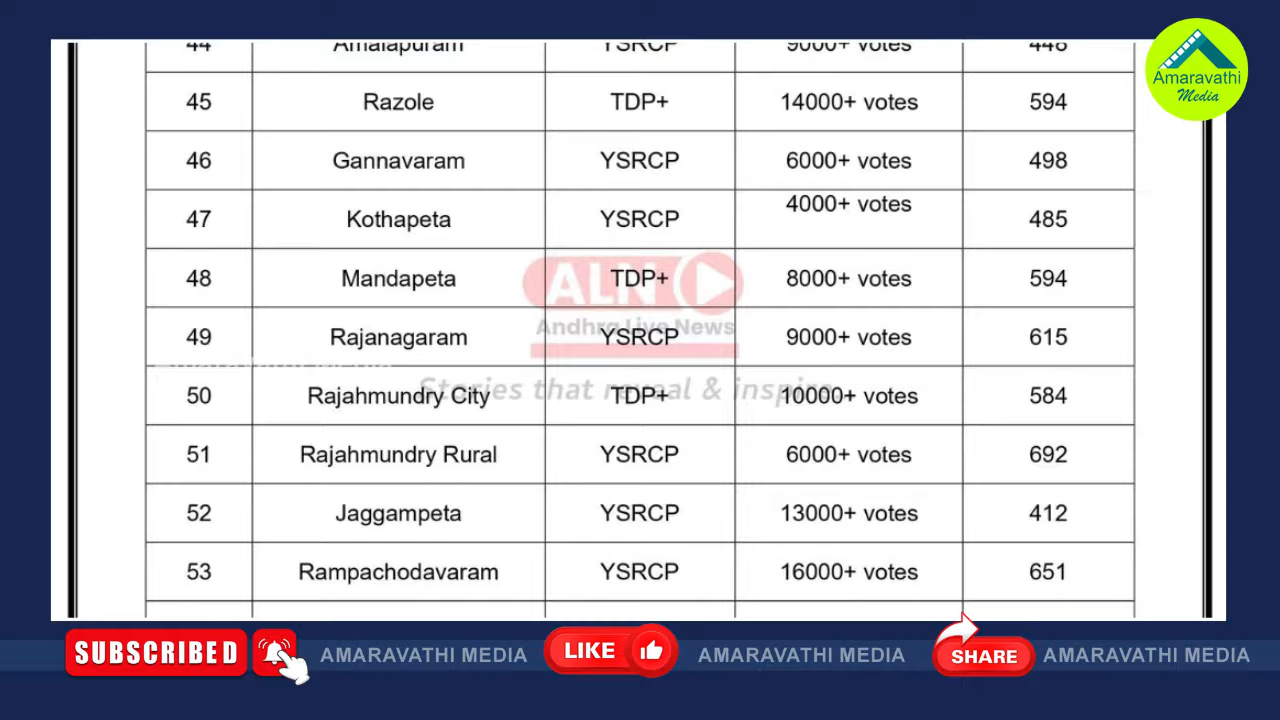 44 Amalapuram YSRCP 9000+ votes 448
Amaravathi
Media
45 Razole TDP+ 14000+ votes 594
46 Gannavaram YSRCP 6000+ votes 498
47 Kothapeta YSRCP 4000+ votes 485
48 Mandapeta TDP+ 8000+ votes 594
ALN
Andhra Live News
49 Rajanagaram YSRCP 9000+ votes 615
Stories that reveal & inspire
50 Rajahmundry City TDP+ 10000+ votes 584
51 Rajahmundry Rural YSRCP 6000+ votes 692
52 Jaggampeta YSRCP 13000+ votes 412
53 Rampachodavaram YSRCP 16000+ votes 651
SUBSCRIBED AMARAVATHI MEDIA LIKE AMARAVATHI MEDIA SHARE AMARAVATHI MEDIA